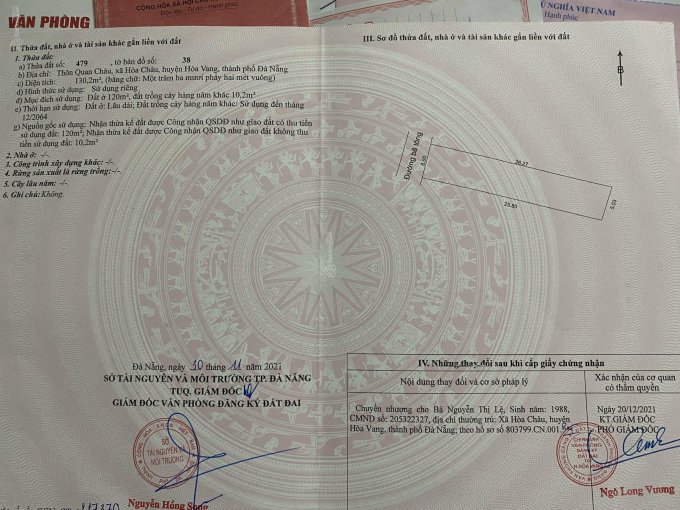 VĂN PHÒNG
CỘNG HÒA XÃ HỘI CHỦ
Độc lập - Tự do - Hạnh phúc
NGHĨA VIỆT NAM
Hạnh phúc
II. Thửa đất, nhà ở và tài sản khác gắn liền với đất
1. Thửa đất:
a) Thửa đất số: 479 , tờ bản đồ số: 38
b) Địa chỉ: Thôn Quan Châu, xã Hòa Châu, huyện Hòa Vang, thành phố Đà Nẵng
c) Diện tích: 130,2m², (bằng chữ: Một trăm ba mươi phẩy hai mét vuông)
d) Hình thức sử dụng: Sử dụng riêng
đ) Mục đích sử dụng: Đất ở 120m², đất trồng cây hàng năm khác 10,2m²
e) Thời hạn sử dụng: Đất ở: Lâu dài; Đất trồng cây hàng năm khác: Sử dụng đến tháng
12/2064
g) Nguồn gốc sử dụng: Nhận thừa kế đất được Công nhận QSDĐ như giao đất có thu tiền
sử dụng đất: 120m²; Nhận thừa kế đất được Công nhận QSDĐ như giao đất không thu
tiền sử dụng đất: 10,2m²
2. Nhà ở: -/-
3. Công trình xây dựng khác: -/-
4. Rừng sản xuất là rừng trồng: -/-
5. Cây lâu năm: -/-
6. Ghi chú: Không.
Đà Nẵng, ngày 30 tháng 11 năm 2021
SỞ TÀI NGUYÊN VÀ MÔI TRƯỜNG TP. ĐÀ NẴNG
TUQ. GIÁM ĐỐC
GIÁM ĐỐC VĂN PHÒNG ĐĂNG KÝ ĐẤT ĐAI
SỞ
TÀI NGUYÊN VÀ
MÔI TRƯỜNG
Nguyễn Hồng Sang
III. Sơ đồ thửa đất, nhà ở và tài sản khác gắn liền với đất
B
Đường bê tông
5.00
26.27
25.80
5.03
IV. Những thay đổi sau khi cấp giấy chứng nhận
Nội dung thay đổi và cơ sở pháp lý
Xác nhận của cơ quan
có thẩm quyền
Chuyển nhượng cho Bà Nguyễn Thị Lệ, Sinh năm: 1988,
CMND số: 205322327, địa chỉ thường trú: Xã Hòa Châu, huyện
Hòa Vang, thành phố Đà Nẵng; theo hồ sơ số 803799.CN.001
Ngày 20/12/2021
KT.GIÁM ĐỐC
PHÓ GIÁM ĐỐC
CHI NHÁNH
VĂN PHÒNG
ĐĂNG KÝ
ĐẤT ĐAI
H.HÒA VANG
Ngô Long Vương